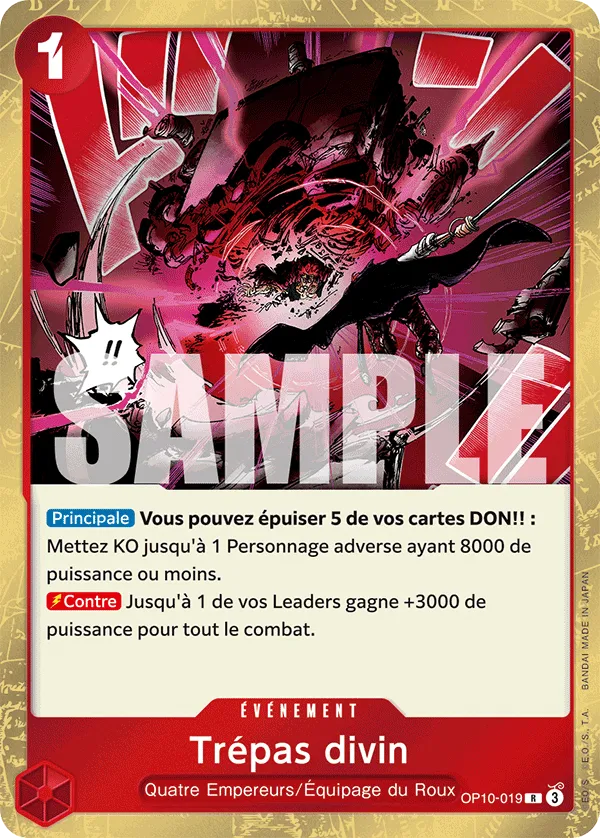 1
!!
SAMPLE
Principale Vous pouvez épuiser 5 de vos cartes DON!! :
Mettez KO jusqu'à 1 Personnage adverse ayant 8000 de
puissance ou moins.
Contre Jusqu'à 1 de vos Leaders gagne +3000 de
puissance pour tout le combat.
ÉVÉNEMENT
Trépas divin
Quatre Empereurs/Équipage du Roux
OP10-019 R 3
©E.O./S. ©E.O./S., T.A. BANDAI MADE IN JAPAN